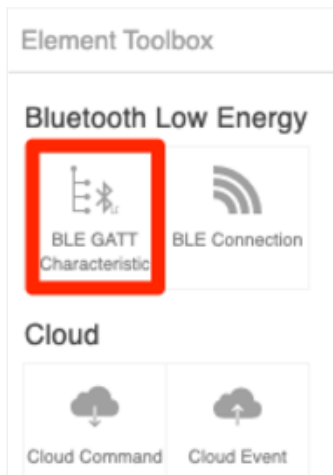 Element Toolbox
Bluetooth Low Energy
BLE GATT
Characteristic
BLE Connection
Cloud
Cloud Command
Cloud Event